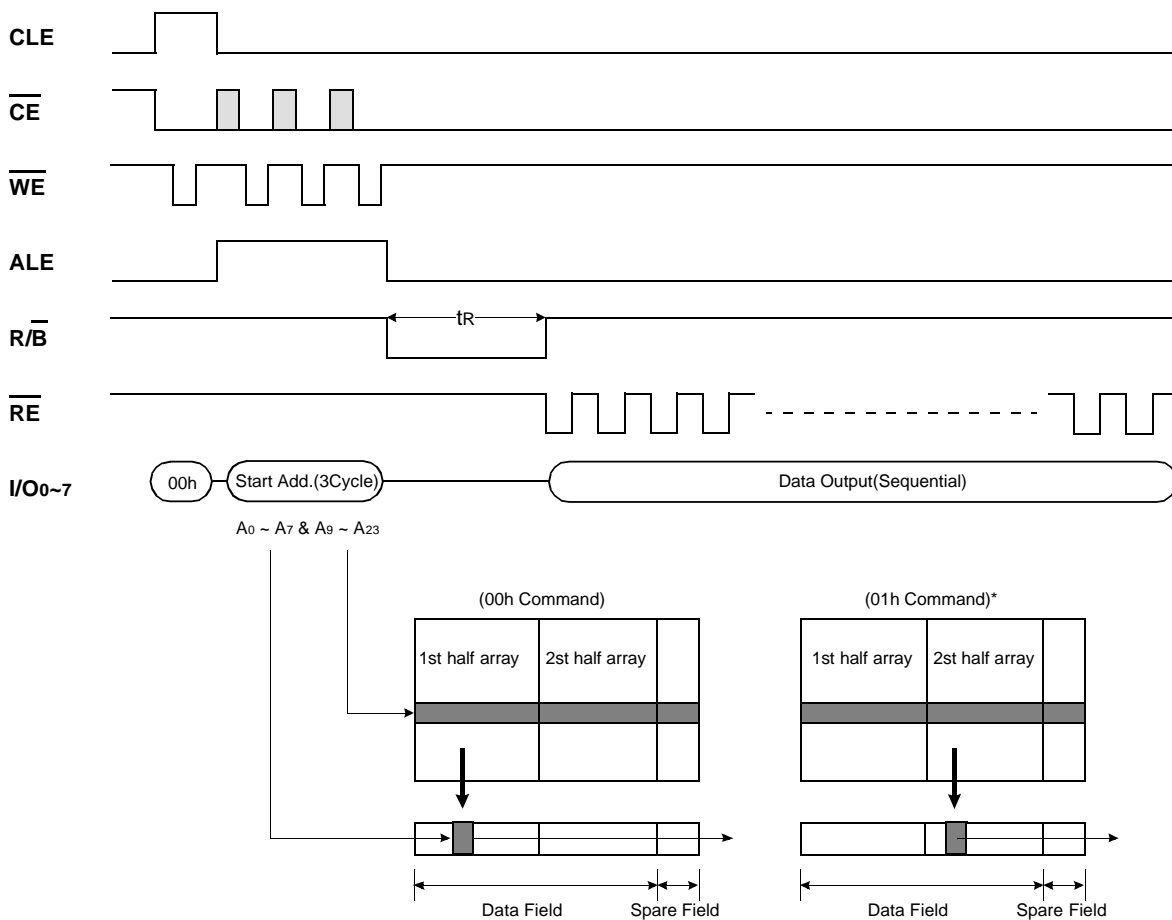 CLE
CE
WE
ALE
R/B
tR
RE
I/O0~7
00h
Start Add.(3Cycle)
Data Output(Sequential)
A0 ~ A7 & A9 ~ A23
(00h Command)
(01h Command)*
1st half array
2st half array
1st half array
2st half array
Data Field
Spare Field
Data Field
Spare Field